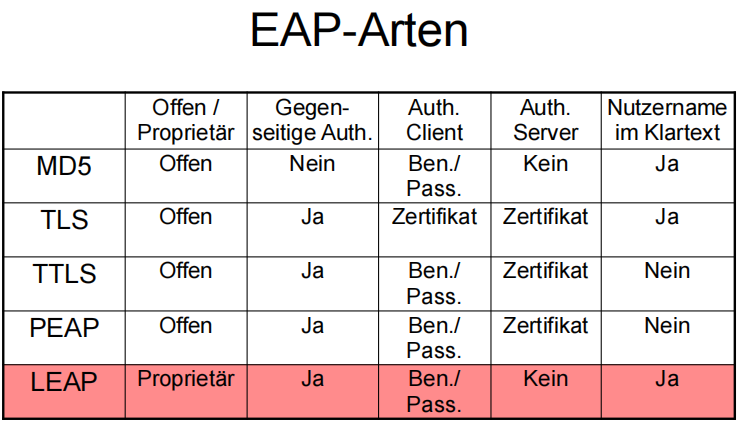 EAP-Arten
Offen / Gegen- Auth. Auth. Nutzername
Proprietär seitige Auth. Client Server im Klartext
MD5 Offen Nein Ben./ Kein Ja
Pass.
TLS Offen Ja Zertifikat Zertifikat Ja
TTLS Offen Ja Ben./ Zertifikat Nein
Pass.
PEAP Offen Ja Ben./ Zertifikat Nein
Pass.
LEAP Proprietär Ja Ben./ Kein Ja
Pass.